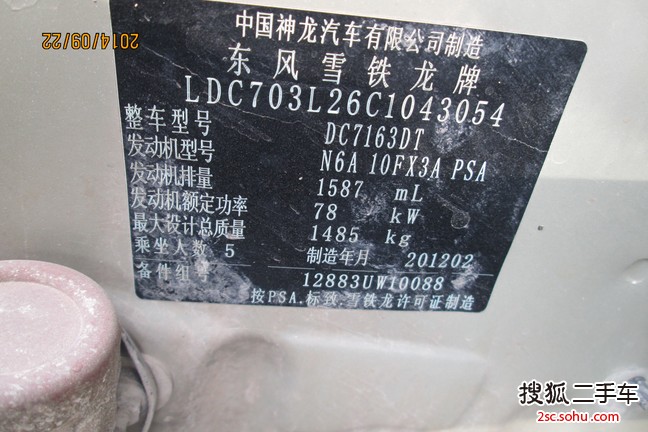 2014/09/22
中国神龙汽车有限公司制造
东风雪铁龙牌
LDC703L26C1043054
整车型号 DC7163DT
发动机型号 N6A 10FX3A PSA
发动机排量 1587 mL
发动机额定功率 78 kW
最大设计总质量 1485 kg
乘坐人数 5 制造年月 201202
备件组号 12883UW10088
按PSA.标致.雪铁龙许可证制造
搜狐二手车
2sc.sohu.com